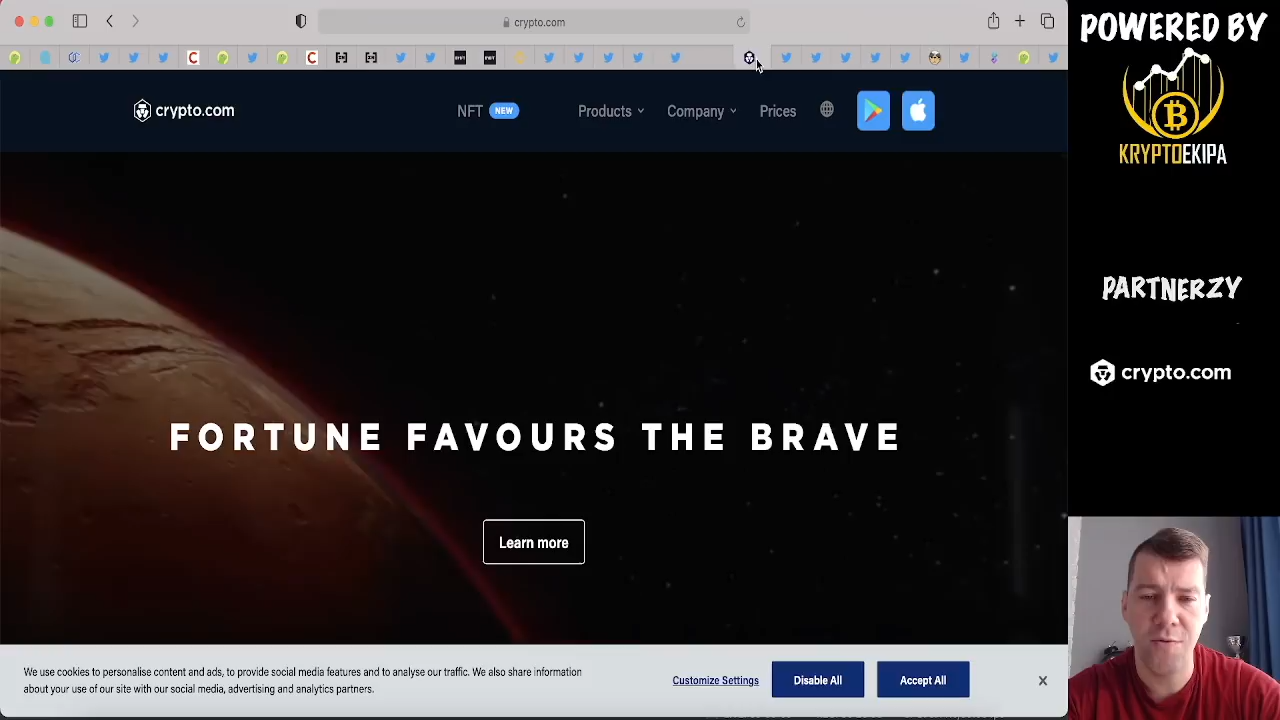 crypto.com
POWERED BY
crypto.com
NFT NEW Products Company Prices
KRYPTOEKIPA
PARTNERZY
crypto.com
FORTUNE FAVOURS THE BRAVE
Learn more
We use cookies to personalise content and ads, to provide social media features and to analyse our traffic. We also share information
about your use of our site with our social media, advertising and analytics partners.
Customize Settings
Disable All
Accept All